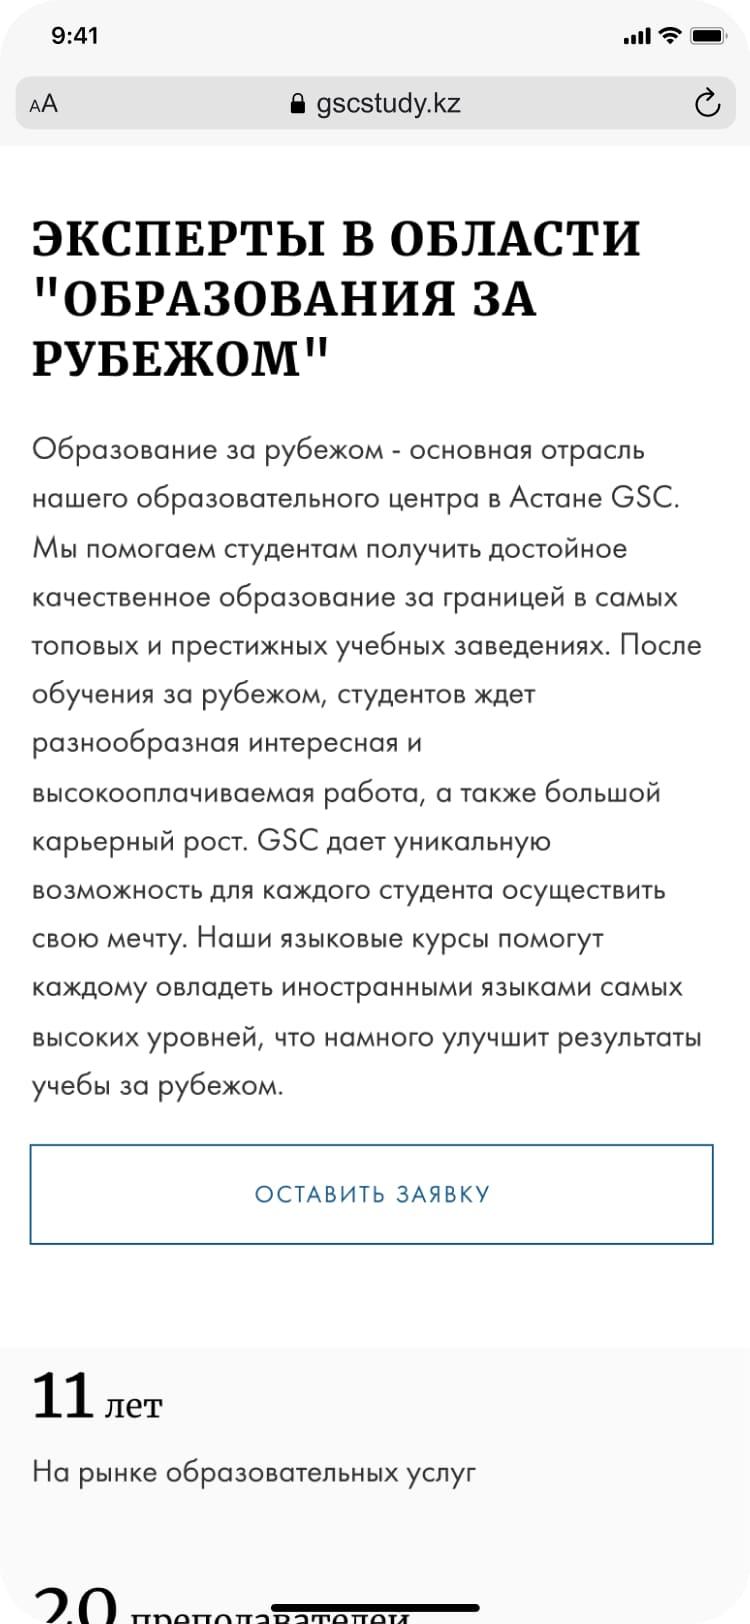 9:41
AA gscstudy.kz
ЭКСПЕРТЫ В ОБЛАСТИ
"ОБРАЗОВАНИЯ ЗА
РУБЕЖОМ"
Образование за рубежом - основная отрасль
нашего образовательного центра в Астане GSC.
Мы помогаем студентам получить достойное
качественное образование за границей в самых
топовых и престижных учебных заведениях. После
обучения за рубежом, студентов ждет
разнообразная интересная и
высокооплачиваемая работа, а также большой
карьерный рост. GSC дает уникальную
возможность для каждого студента осуществить
свою мечту. Наши языковые курсы помогут
каждому овладеть иностранными языками самых
высоких уровней, что намного улучшит результаты
учебы за рубежом.
ОСТАВИТЬ ЗАЯВКУ
11 лет
На рынке образовательных услуг
20 преподавателей